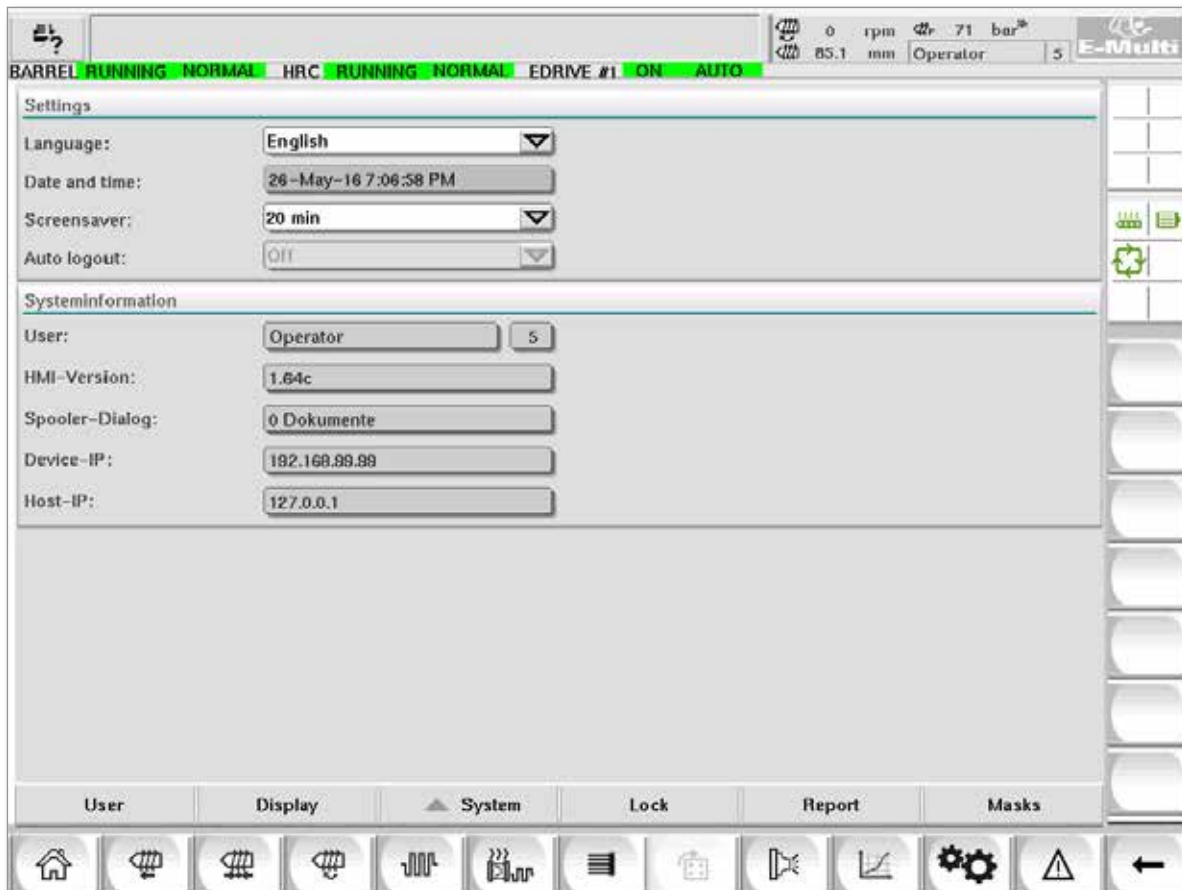 0 rpm 71 bar
85.1 mm Operator 5
E-Multi
BARREL RUNNING NORMAL HRC RUNNING NORMAL EDRIVE #1 ON AUTO
Settings
Language: English
Date and time: 26-May-16 7:06:58 PM
Screensaver: 20 min
Auto logout: Off
Systeminformation
User: Operator 5
HMI-Version: 1.64c
Spooler-Dialog: 0 Dokumente
Device-IP: 192.168.99.99
Host-IP: 127.0.0.1
User Display System Lock Report Masks